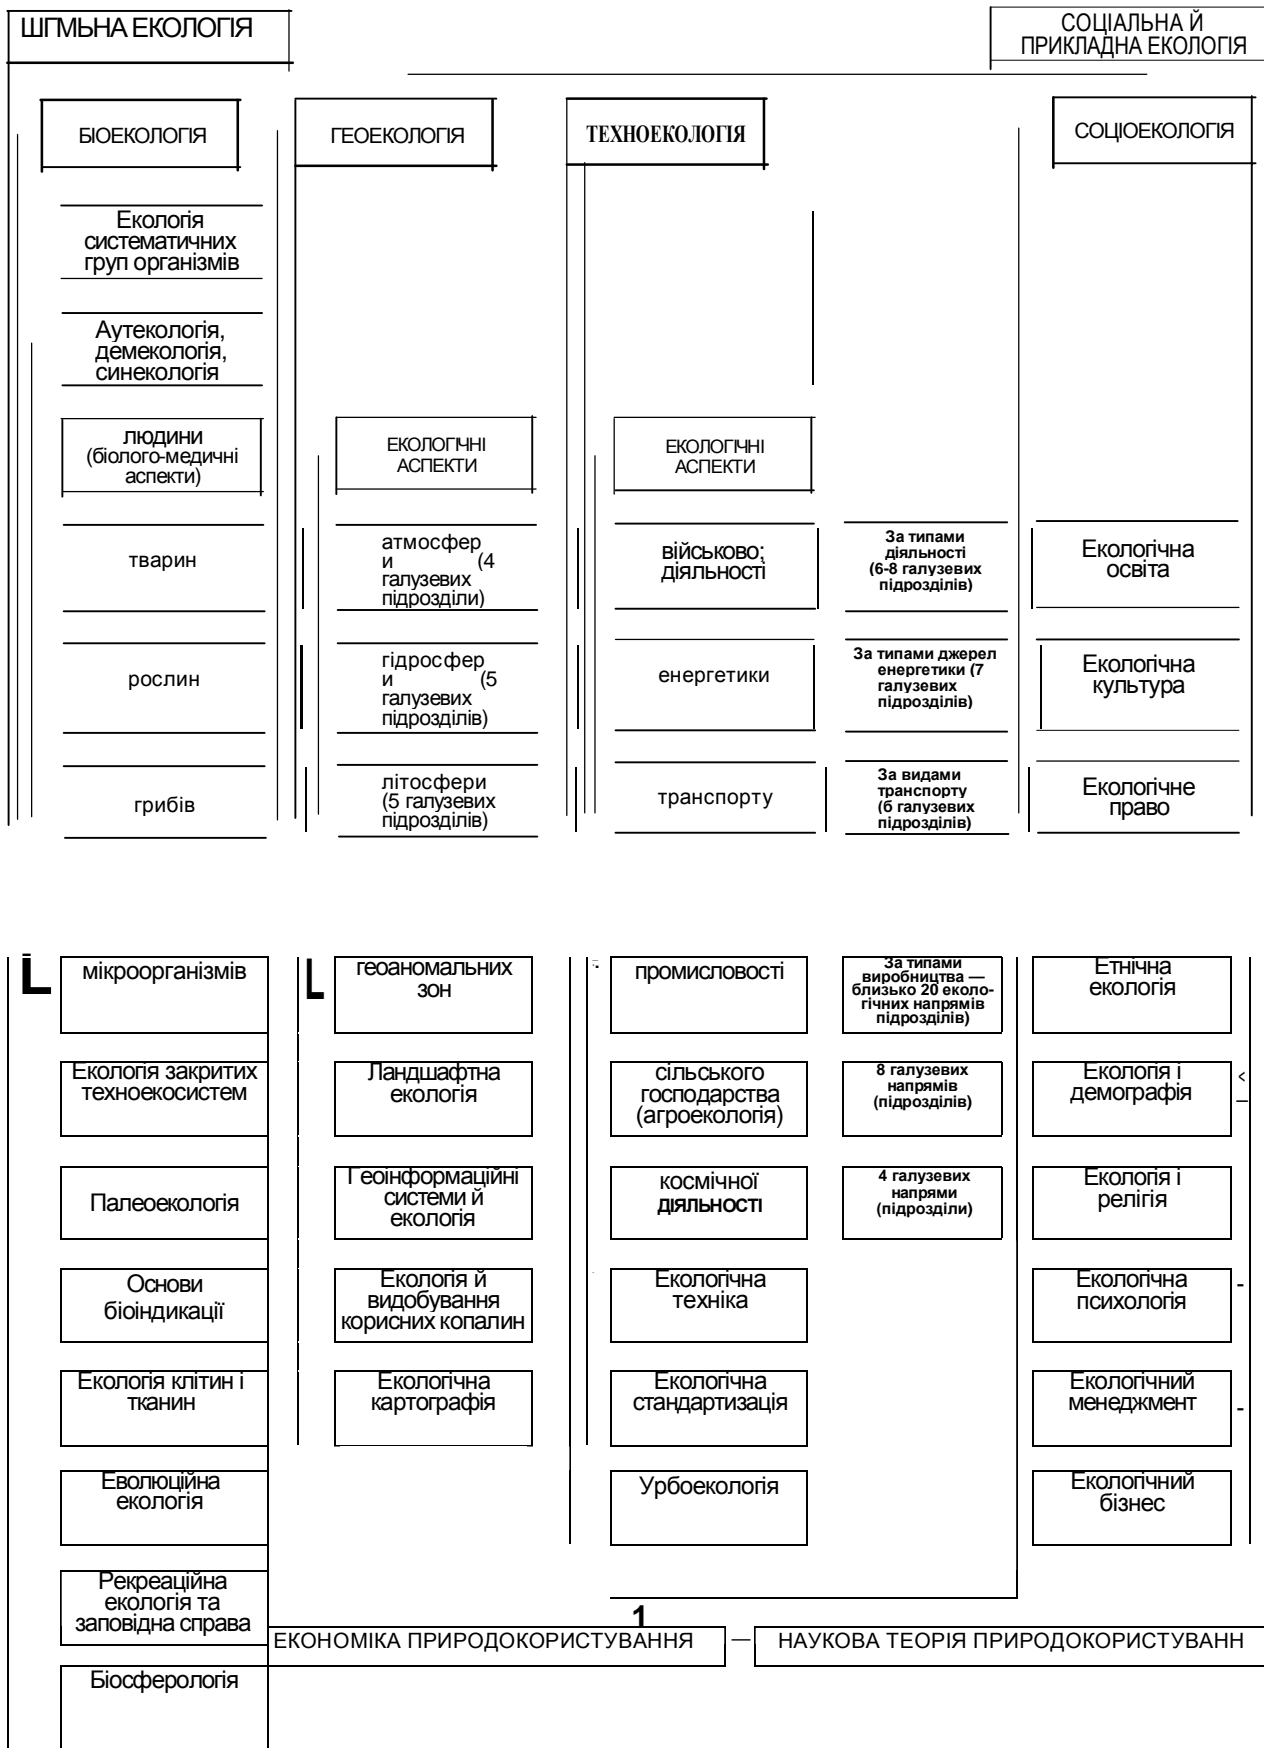 ШГМЬНА ЕКОЛОГІЯ
СОЦІАЛЬНА Й
ПРИКЛАДНА ЕКОЛОГІЯ
БІОЕКОЛОГІЯ
ГЕОЕКОЛОГІЯ
ТЕХНОЕКОЛОГІЯ
СОЦІОЕКОЛОГІЯ
Екологія
систематичних
груп організмів
Аутекологія,
демекологія,
синекологія
людини
(біолого-медичні
аспекти)
ЕКОЛОГІЧНІ
АСПЕКТИ
ЕКОЛОГІЧНІ
АСПЕКТИ
тварин
атмосфер
и (4
галузевих
підрозділи)
військово;
діяльності
За типами
діяльності
(6-8 галузевих
підрозділів)
Екологічна
освіта
рослин
гідросфер
и (5
галузевих
підрозділів)
енергетики
За типами джерел
енергетики (7
галузевих
підрозділів)
Екологічна
культура
грибів
літосфери
(5 галузевих
підрозділів)
транспорту
За видами
транспорту
(б галузевих
підрозділів)
Екологічне
право
L
мікроорганізмів
L
геоаномальних
зон
промисловості
За типами
виробництва —
близько 20 еколо-
гічних напрямів
підрозділів)
Етнічна
екологія
Екологія закритих
техноекосистем
Ландшафтна
екологія
сільського
господарства
(агроекологія)
8 галузевих
напрямів
(підрозділів)
Екологія і
демографія
<
Палеоекологія
Геоінформаційні
системи й
екологія
космічної
діяльності
4 галузевих
напрями
(підрозділи)
Екологія і
релігія
Основи
біоіндикації
Екологія й
видобування
корисних копалин
Екологічна
техніка
Екологічна
психологія
-
Екологія клітин і
тканин
Екологічна
картографія
Екологічна
стандартизація
Екологічний
менеджмент
-
Еволюційна
екологія
Урбоекологія
Екологічний
бізнес
Рекреаційна
екологія та
заповідна справа
1
ЕКОНОМІКА ПРИРОДОКОРИСТУВАННЯ — НАУКОВА ТЕОРІЯ ПРИРОДОКОРИСТУВАНН
Біосферологія